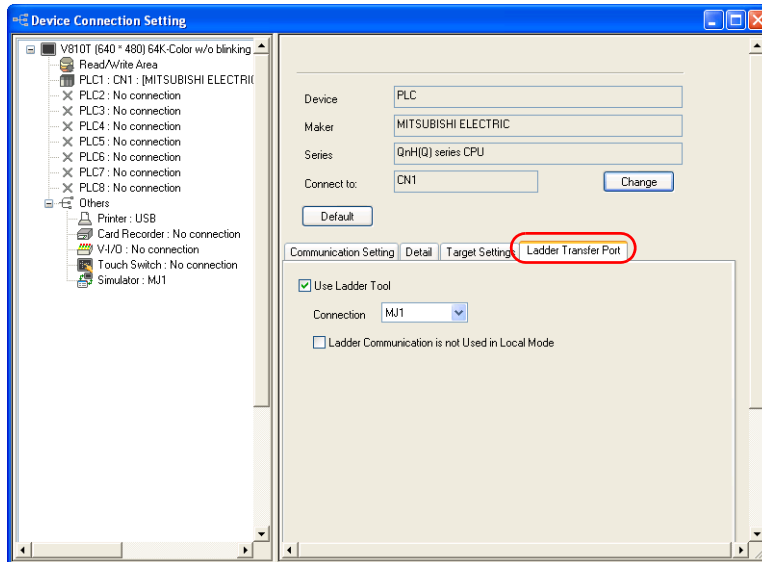 Device Connection Setting
V810T (640 * 480) 64K-Color w/o blinking
Read/Write Area
PLC1 : CN1 : [MITSUBISHI ELECTRI
PLC2 : No connection
PLC3 : No connection
PLC4 : No connection
PLC5 : No connection
PLC6 : No connection
PLC7 : No connection
PLC8 : No connection
Others
Printer : USB
Card Recorder : No connection
V-I/O : No connection
Touch Switch : No connection
Simulator : MJ1
Device PLC
Maker MITSUBISHI ELECTRIC
Series QnH(Q) series CPU
Connect to: CN1 Change
Default
Communication Setting Detail Target Settings Ladder Transfer Port
Use Ladder Tool
Connection MJ1
Ladder Communication is not Used in Local Mode